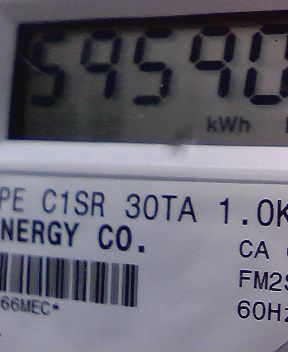 59590
kWh
PE C1SR 30TA 1.0K
NERGY CO.
CA
FM2S
66MEC*
60Hz